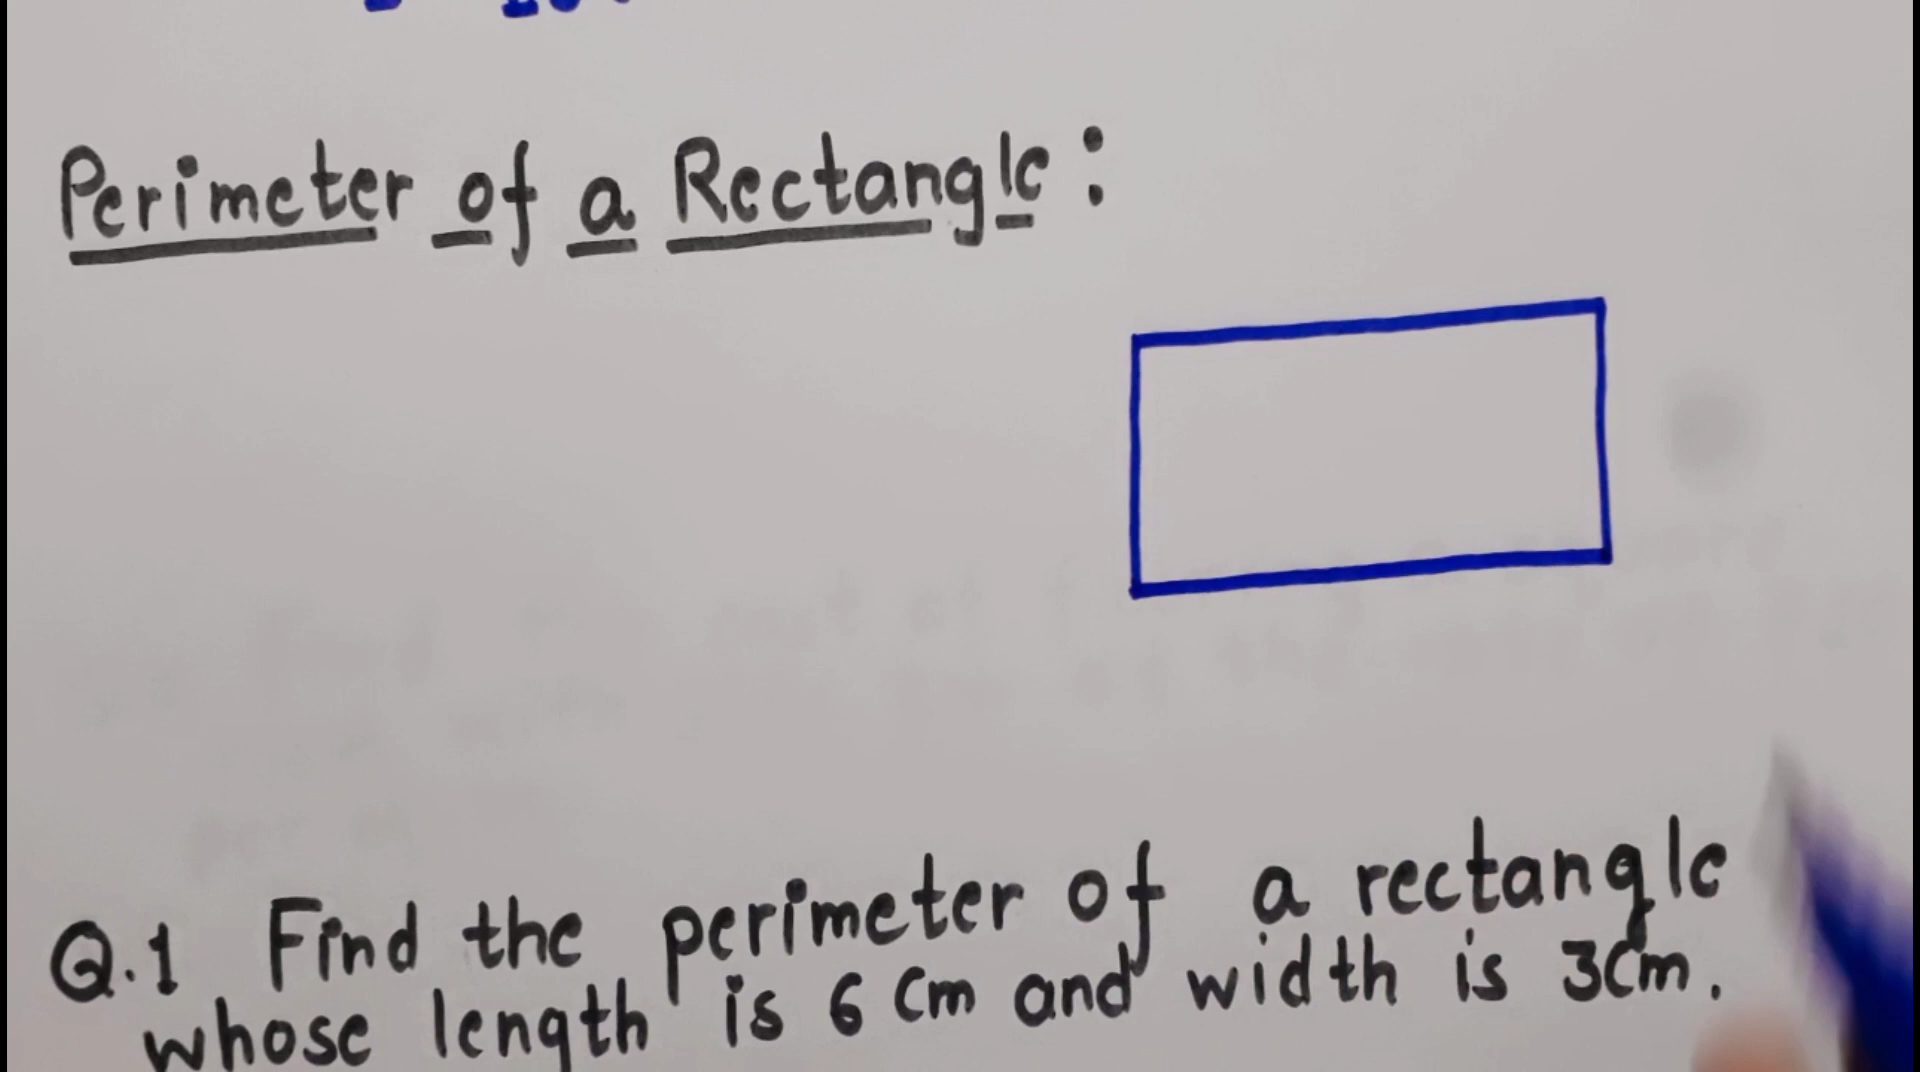 Perimeter of a Rectangle:
Q.1 Find the perimeter of a rectangle
whose length is 6 Cm and width is 3Cm.